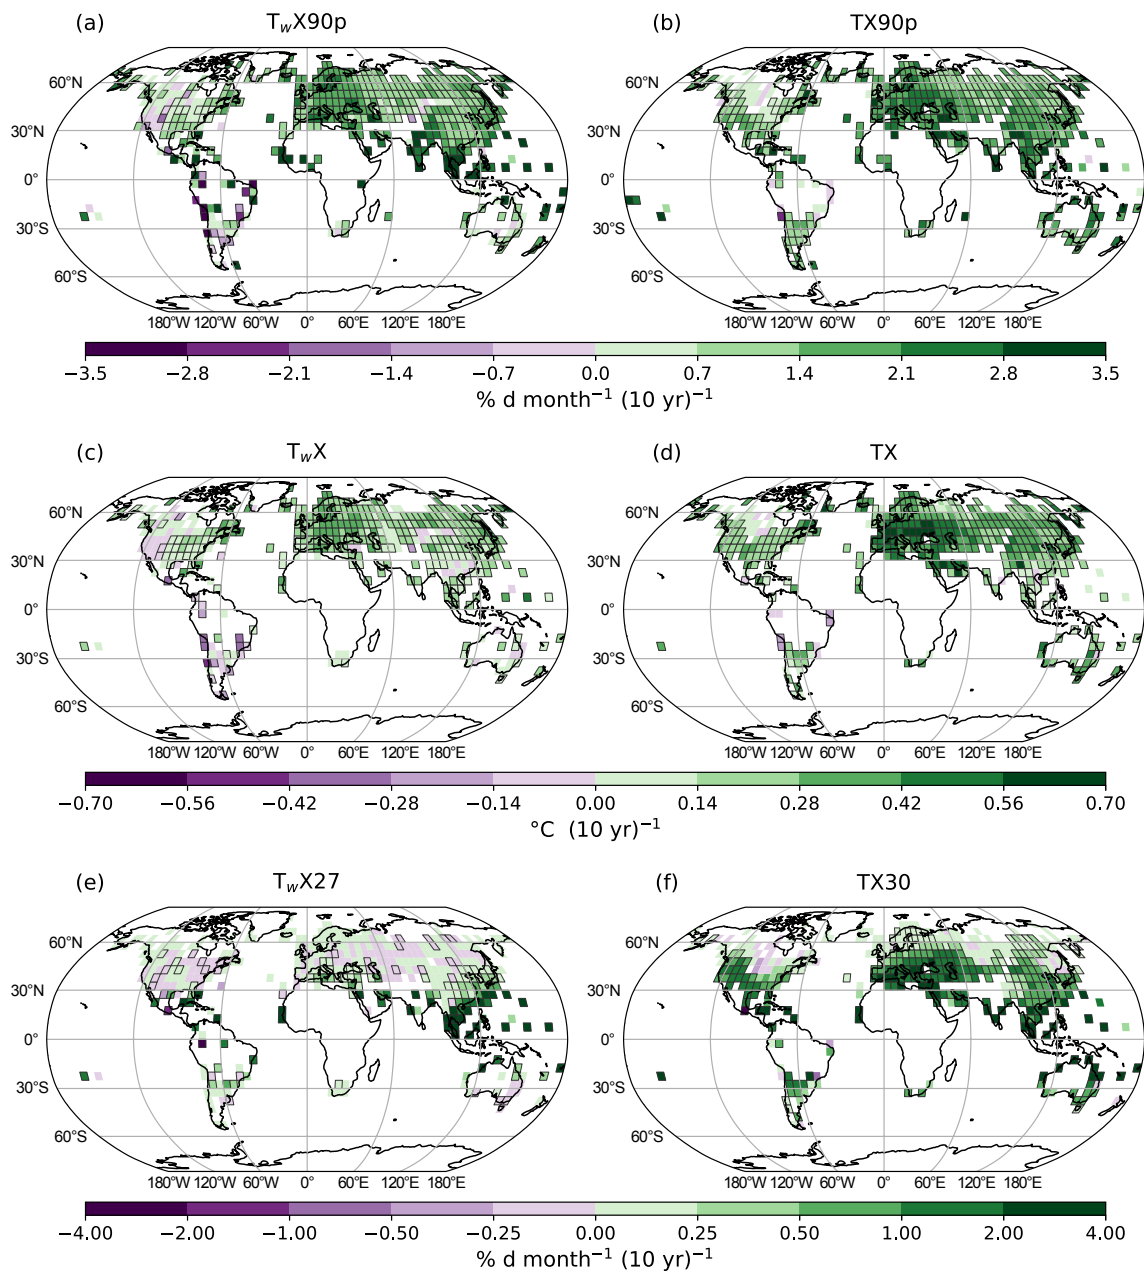 (a) T_wX90p (b) TX90p
60°N 60°N
30°N 30°N
0° 0°
30°S 30°S
60°S 60°S
180°W 120°W 60°W 0° 60°E 120°E 180°E 180°W 120°W 60°W 0° 60°E 120°E 180°E
−3.5 −2.8 −2.1 −1.4 −0.7 0.0 0.7 1.4 2.1 2.8 3.5
% d month⁻¹ (10 yr)⁻¹
(c) T_wX (d) TX
60°N 60°N
30°N 30°N
0° 0°
30°S 30°S
60°S 60°S
180°W 120°W 60°W 0° 60°E 120°E 180°E 180°W 120°W 60°W 0° 60°E 120°E 180°E
−0.70 −0.56 −0.42 −0.28 −0.14 0.00 0.14 0.28 0.42 0.56 0.70
°C (10 yr)⁻¹
(e) T_wX27 (f) TX30
60°N 60°N
30°N 30°N
0° 0°
30°S 30°S
60°S 60°S
180°W 120°W 60°W 0° 60°E 120°E 180°E 180°W 120°W 60°W 0° 60°E 120°E 180°E
−4.00 −2.00 −1.00 −0.50 −0.25 0.00 0.25 0.50 1.00 2.00 4.00
% d month⁻¹ (10 yr)⁻¹